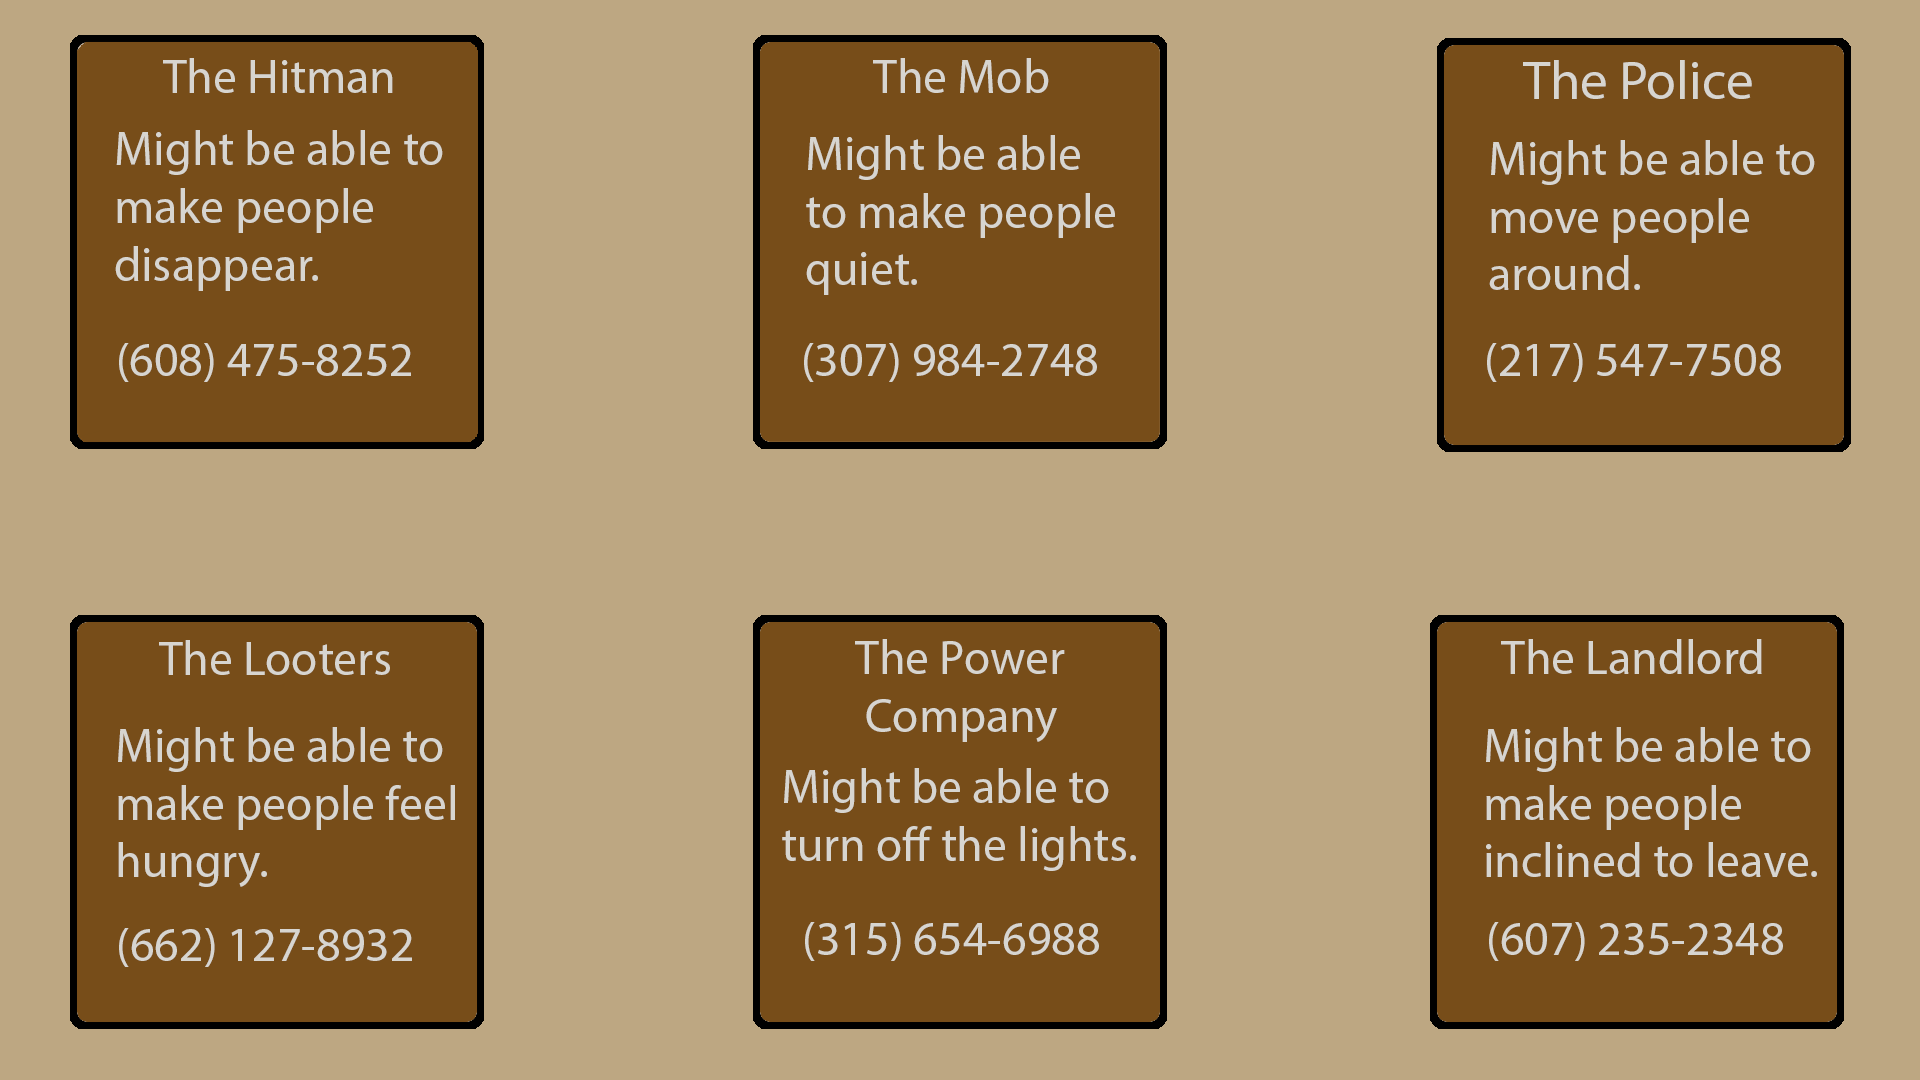 The Hitman
Might be able to
make people
disappear.
(608) 475-8252
The Mob
Might be able
to make people
quiet.
(307) 984-2748
The Police
Might be able to
move people
around.
(217) 547-7508
The Looters
Might be able to
make people feel
hungry.
(662) 127-8932
The Power
Company
Might be able to
turn off the lights.
(315) 654-6988
The Landlord
Might be able to
make people
inclined to leave.
(607) 235-2348